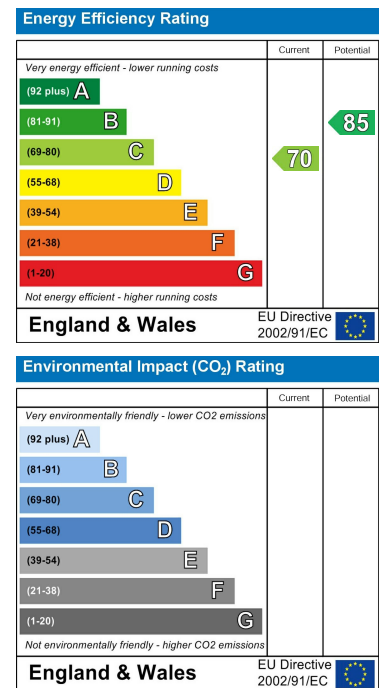 Energy Efficiency Rating
Current Potential
Very energy efficient - lower running costs
(92 plus) A
(81-91) B
85
(69-80) C
70
(55-68) D
(39-54) E
(21-38) F
(1-20) G
Not energy efficient - higher running costs
England & Wales
EU Directive
2002/91/EC
Environmental Impact (CO₂) Rating
Current Potential
Very environmentally friendly - lower CO2 emissions
(92 plus) A
(81-91) B
(69-80) C
(55-68) D
(39-54) E
(21-38) F
(1-20) G
Not environmentally friendly - higher CO2 emissions
England & Wales
EU Directive
2002/91/EC